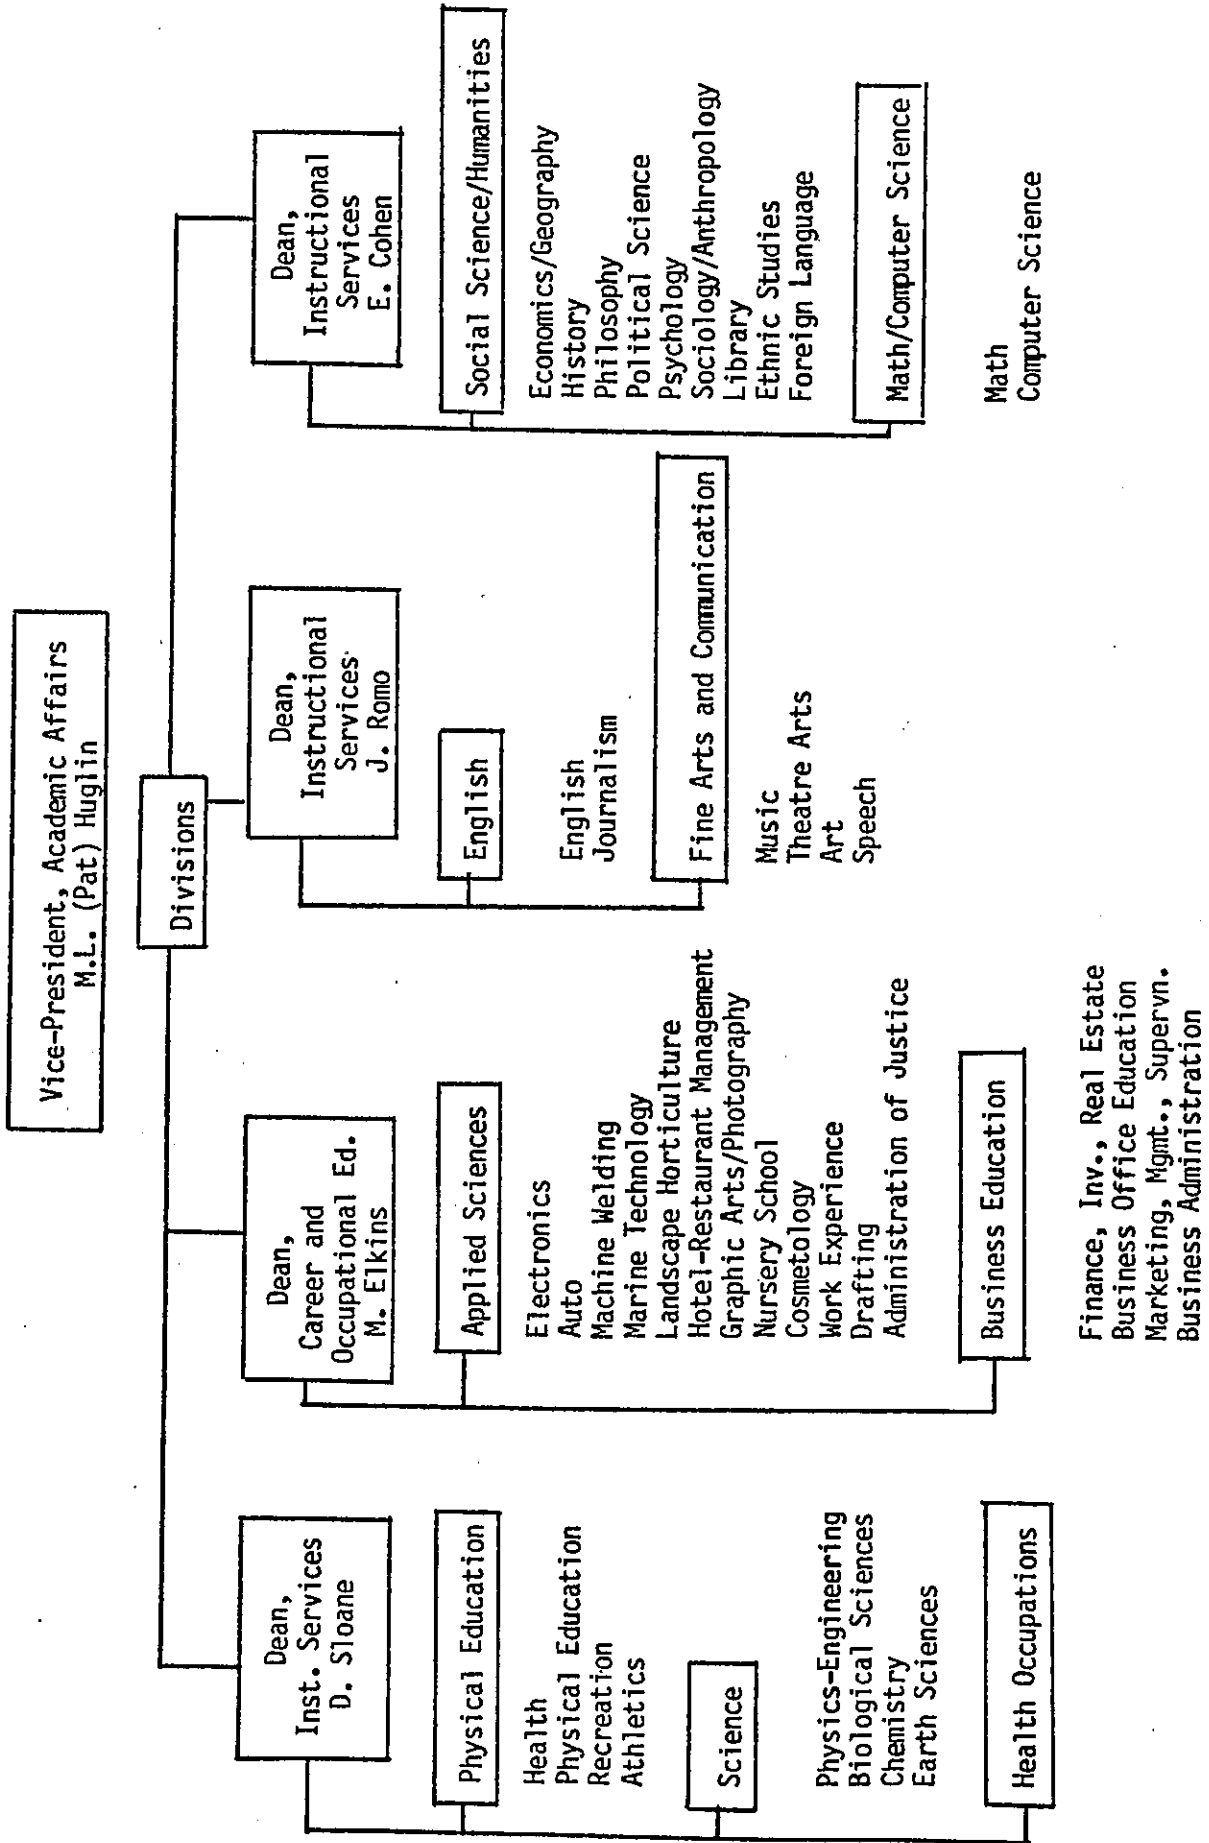 Vice-President, Academic Affairs
M.L. (Pat) Huglin
Divisions
Dean,
Inst. Services
D. Sloane
Physical Education
Health
Physical Education
Recreation
Athletics
Science
Physics-Engineering
Biological Sciences
Chemistry
Earth Sciences
Health Occupations
Dean,
Career and
Occupational Ed.
M. Elkins
Applied Sciences
Electronics
Auto
Machine Welding
Marine Technology
Landscape Horticulture
Hotel-Restaurant Management
Graphic Arts/Photography
Nursery School
Cosmetology
Work Experience
Drafting
Administration of Justice
Business Education
Finance, Inv., Real Estate
Business Office Education
Marketing, Mgmt., Supervn.
Business Administration
Dean,
Instructional
Services
J. Romo
English
English
Journalism
Fine Arts and Communication
Music
Theatre Arts
Art
Speech
Dean,
Instructional
Services
E. Cohen
Social Science/Humanities
Economics/Geography
History
Philosophy
Political Science
Psychology
Sociology/Anthropology
Library
Ethnic Studies
Foreign Language
Math/Computer Science
Math
Computer Science